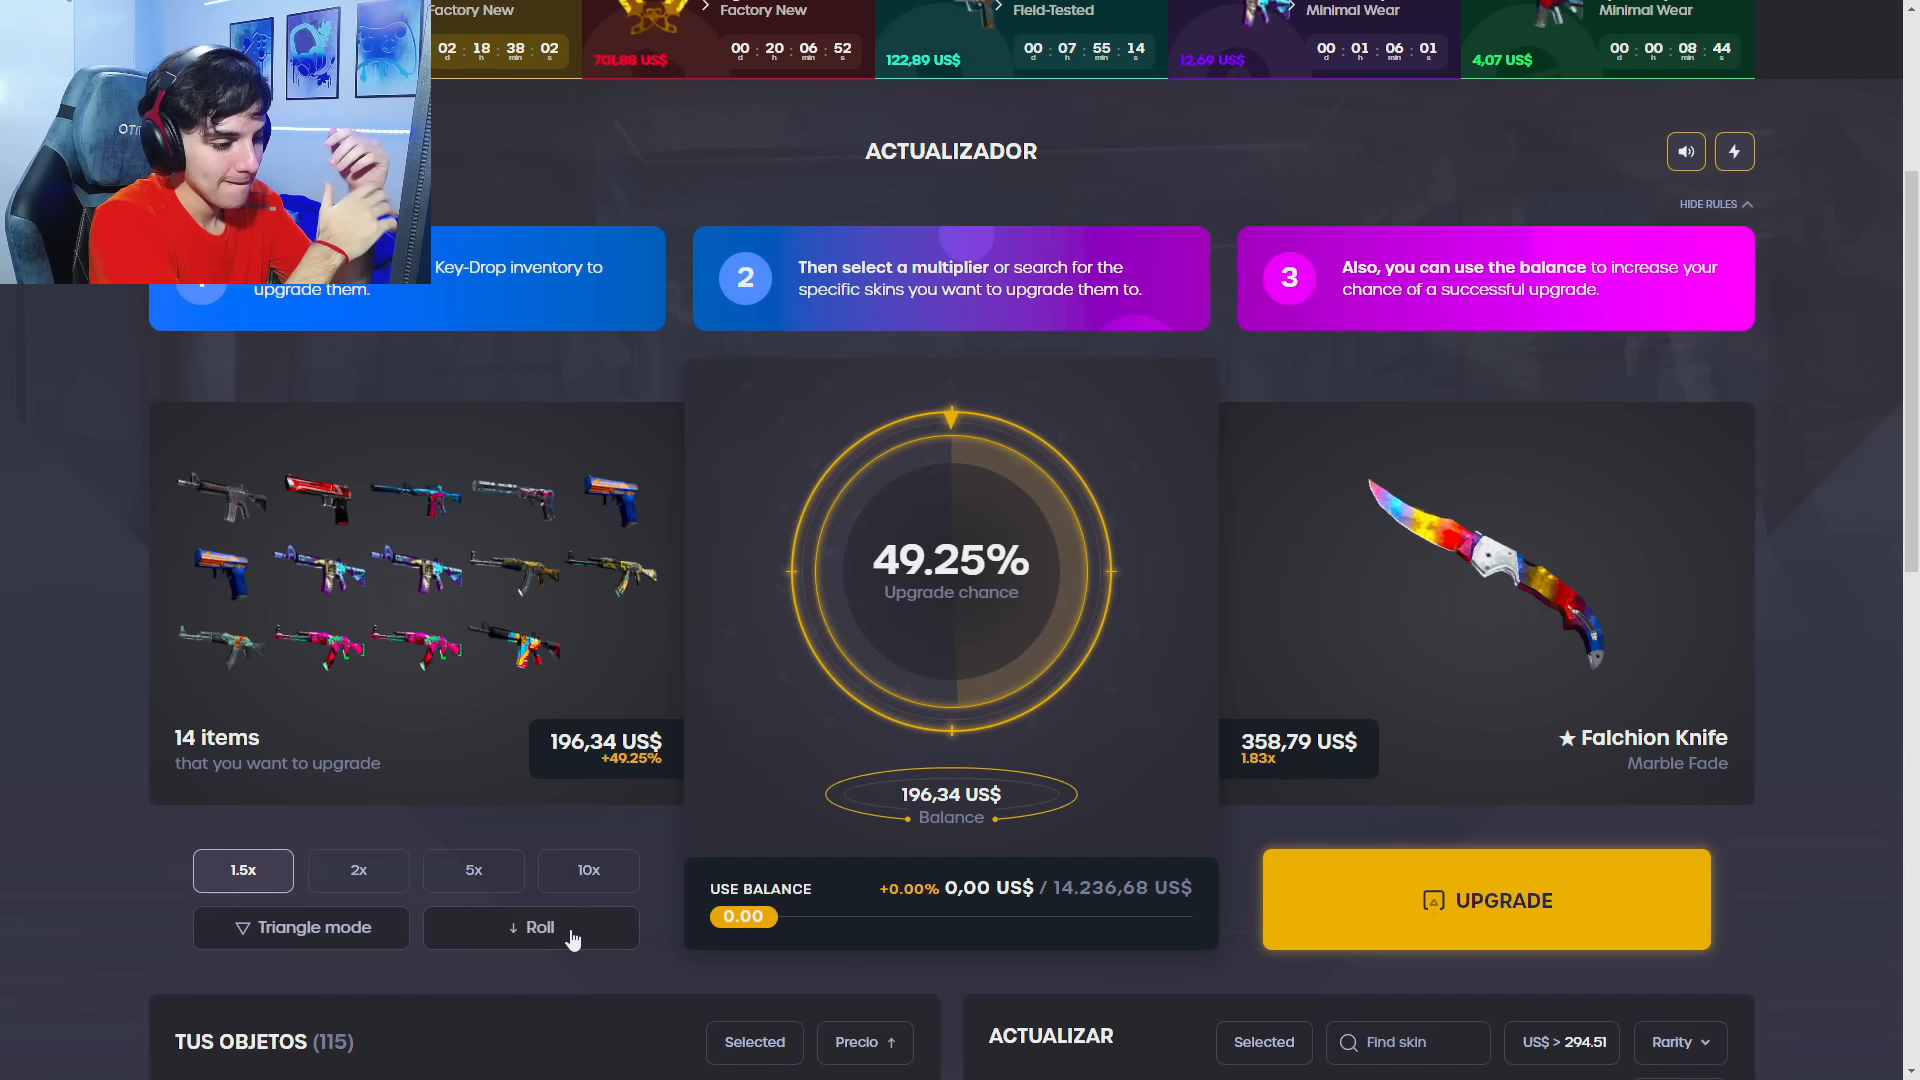 Factory New
02 : 18 : 38 : 02
d h min s
Factory New
701,88 US$
00 : 20 : 06 : 52
d h min s
Field-Tested
122,89 US$
00 : 07 : 55 : 14
d h min s
Minimal Wear
12,69 US$
00 : 01 : 06 : 01
d h min s
Minimal Wear
4,07 US$
00 : 00 : 08 : 44
d h min s
ACTUALIZADOR
HIDE RULES
Key-Drop inventory to
upgrade them.
2
Then select a multiplier or search for the
specific skins you want to upgrade them to.
3
Also, you can use the balance to increase your
chance of a successful upgrade.
49.25%
Upgrade chance
14 items
that you want to upgrade
196,34 US$
+49.25%
196,34 US$
Balance
358,79 US$
1.83x
★ Falchion Knife
Marble Fade
1.5x
2x
5x
10x
Triangle mode
Roll
USE BALANCE
+0.00% 0,00 US$ / 14.236,68 US$
0.00
UPGRADE
TUS OBJETOS (115)
Selected
Precio
ACTUALIZAR
Selected
Find skin
US$ > 294.51
Rarity